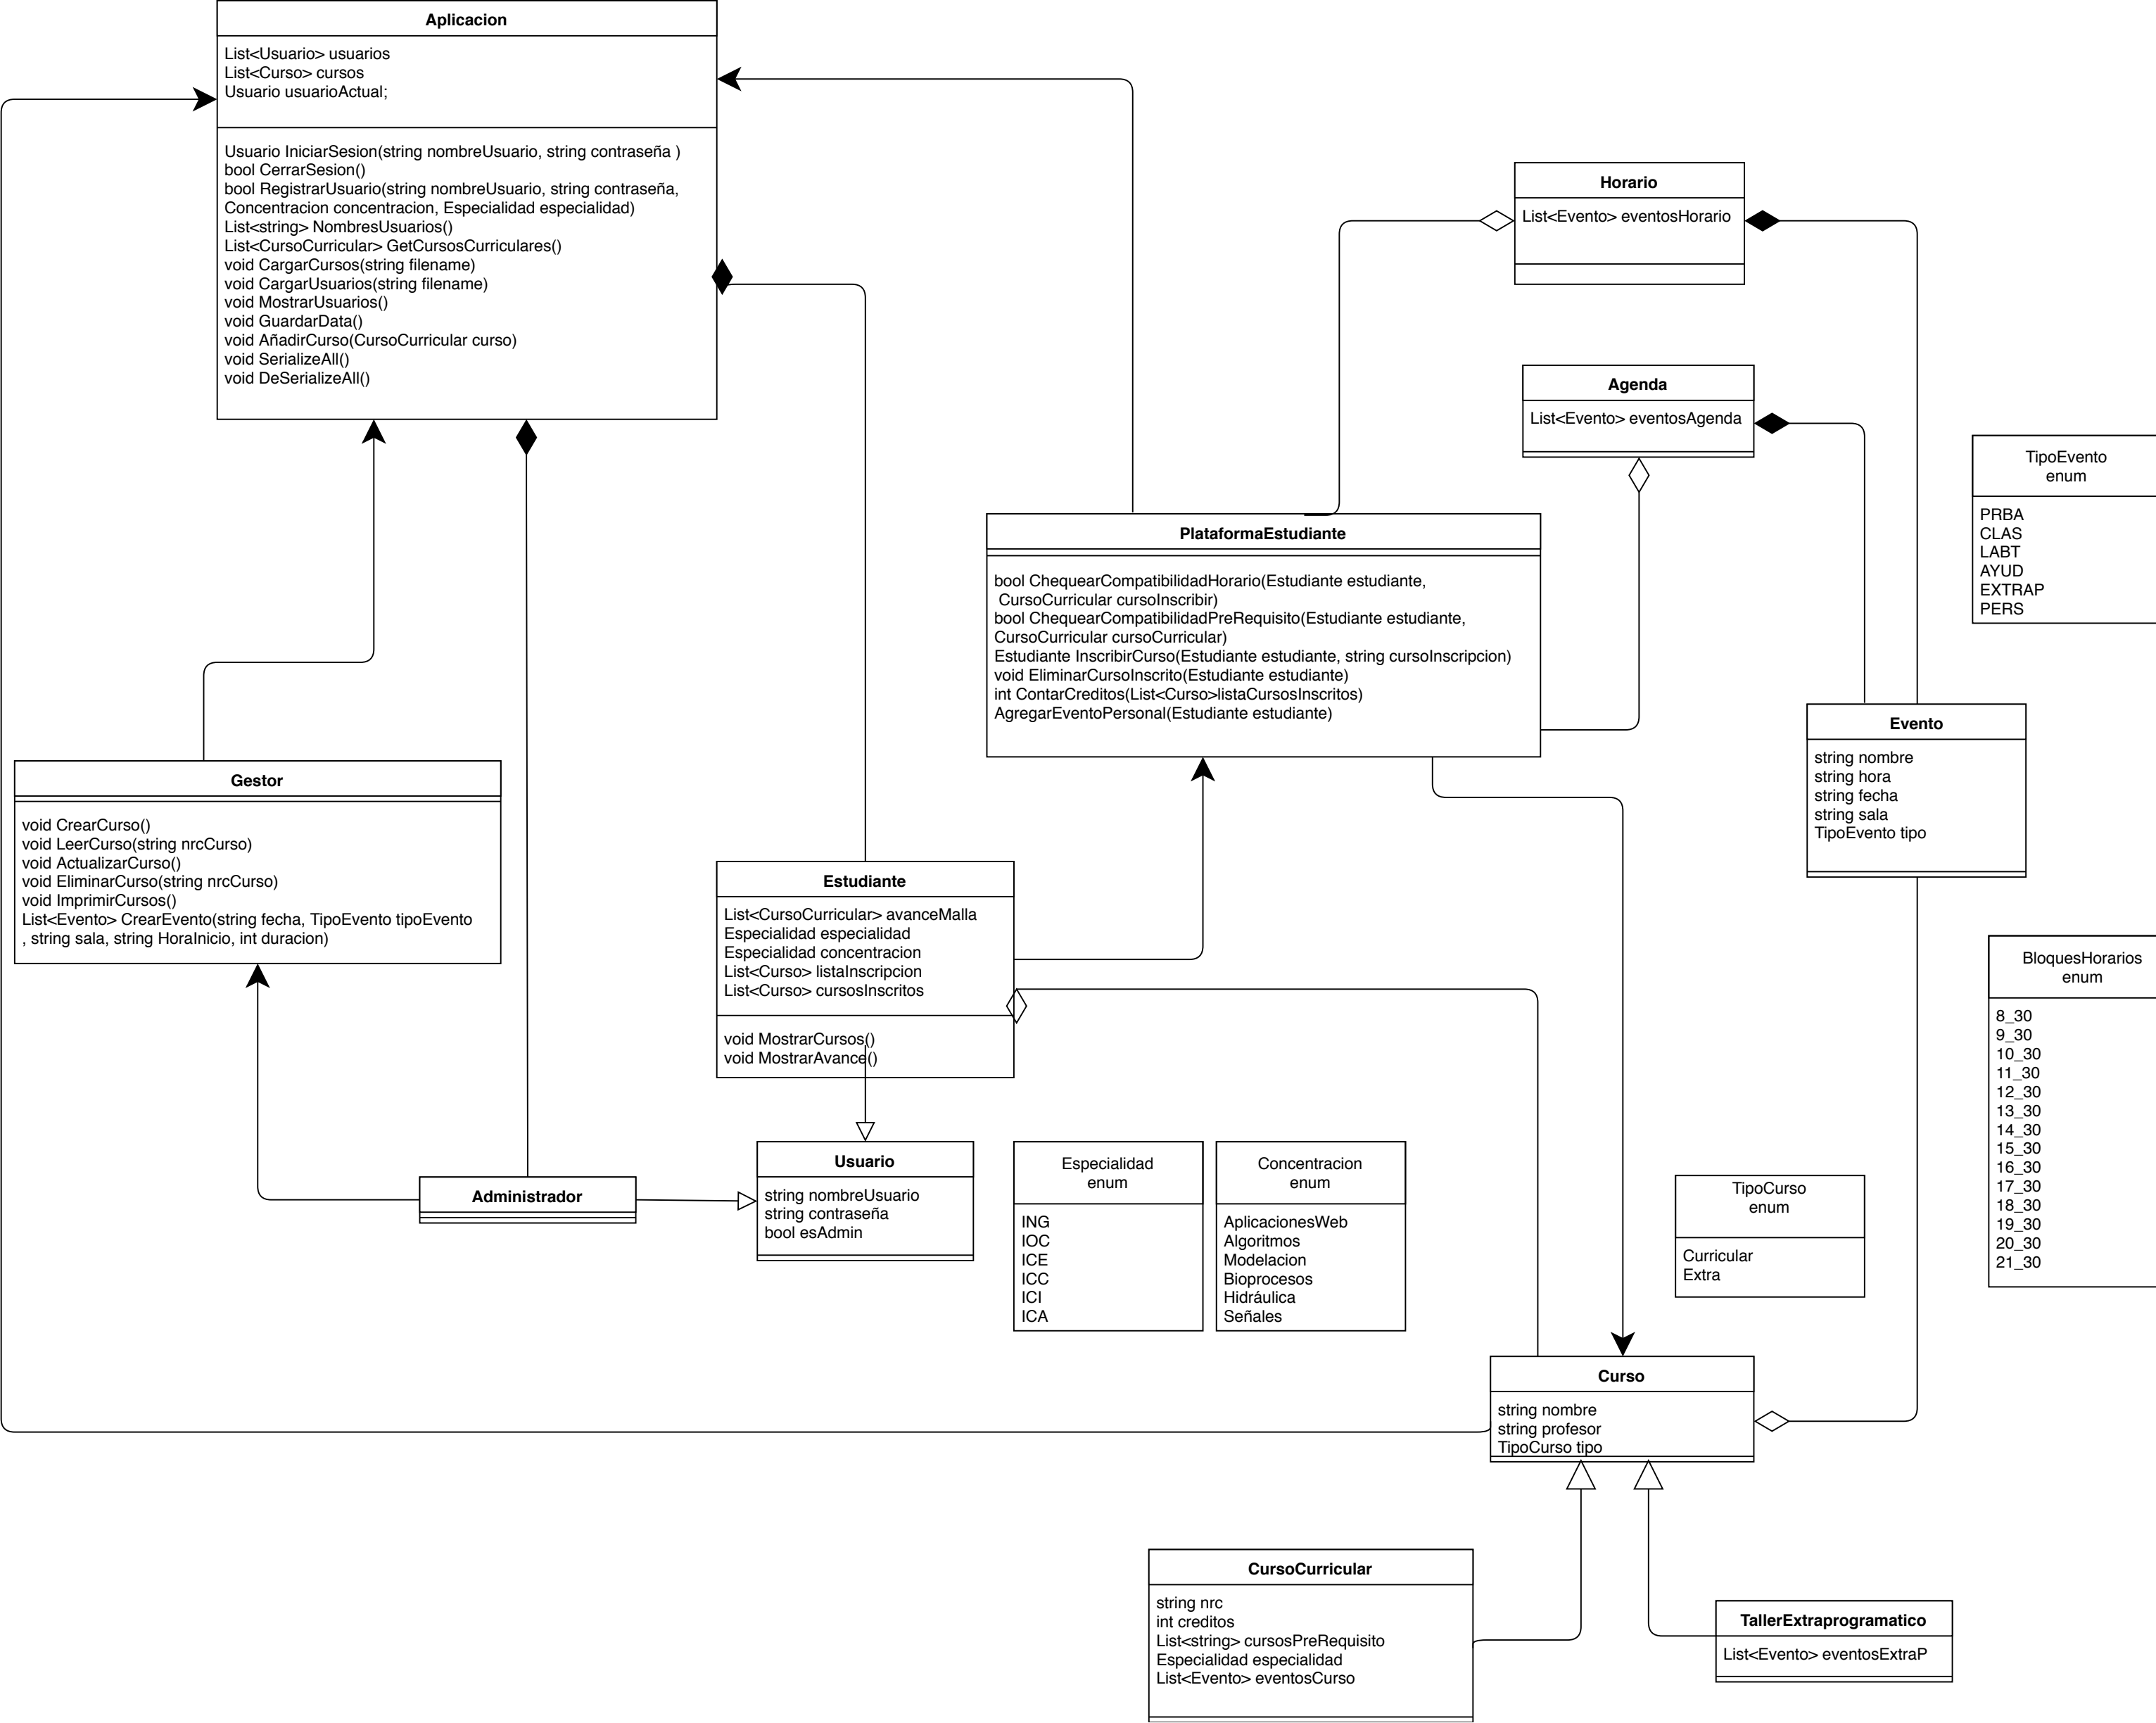 Aplicacion
List<Usuario> usuarios
List<Curso> cursos
Usuario usuarioActual;
Usuario IniciarSesion(string nombreUsuario, string contraseña )
bool CerrarSesion()
bool RegistrarUsuario(string nombreUsuario, string contraseña,
Concentracion concentracion, Especialidad especialidad)
List<string> NombresUsuarios()
List<CursoCurricular> GetCursosCurriculares()
void CargarCursos(string filename)
void CargarUsuarios(string filename)
void MostrarUsuarios()
void GuardarData()
void AñadirCurso(CursoCurricular curso)
void SerializeAll()
void DeSerializeAll()
Horario
List<Evento> eventosHorario
Agenda
List<Evento> eventosAgenda
TipoEvento
enum
PRBA
CLAS
LABT
AYUD
EXTRAP
PERS
PlataformaEstudiante
bool ChequearCompatibilidadHorario(Estudiante estudiante,
CursoCurricular cursoInscribir)
bool ChequearCompatibilidadPreRequisito(Estudiante estudiante,
CursoCurricular cursoCurricular)
Estudiante InscribirCurso(Estudiante estudiante, string cursoInscripcion)
void EliminarCursoInscrito(Estudiante estudiante)
int ContarCreditos(List<Curso>listaCursosInscritos)
AgregarEventoPersonal(Estudiante estudiante)
Evento
string nombre
string hora
string fecha
string sala
TipoEvento tipo
Gestor
void CrearCurso()
void LeerCurso(string nrcCurso)
void ActualizarCurso()
void EliminarCurso(string nrcCurso)
void ImprimirCursos()
List<Evento> CrearEvento(string fecha, TipoEvento tipoEvento
, string sala, string HoraInicio, int duracion)
Estudiante
List<CursoCurricular> avanceMalla
Especialidad especialidad
Especialidad concentracion
List<Curso> listaInscripcion
List<Curso> cursosInscritos
void MostrarCursos()
void MostrarAvance()
BloquesHorarios
enum
8_30
9_30
10_30
11_30
12_30
13_30
14_30
15_30
16_30
17_30
18_30
19_30
20_30
21_30
Administrador
Usuario
string nombreUsuario
string contraseña
bool esAdmin
Especialidad
enum
ING
IOC
ICE
ICC
ICI
ICA
Concentracion
enum
AplicacionesWeb
Algoritmos
Modelacion
Bioprocesos
Hidráulica
Señales
TipoCurso
enum
Curricular
Extra
Curso
string nombre
string profesor
TipoCurso tipo
CursoCurricular
string nrc
int creditos
List<string> cursosPreRequisito
Especialidad especialidad
List<Evento> eventosCurso
TallerExtraprogramatico
List<Evento> eventosExtraP